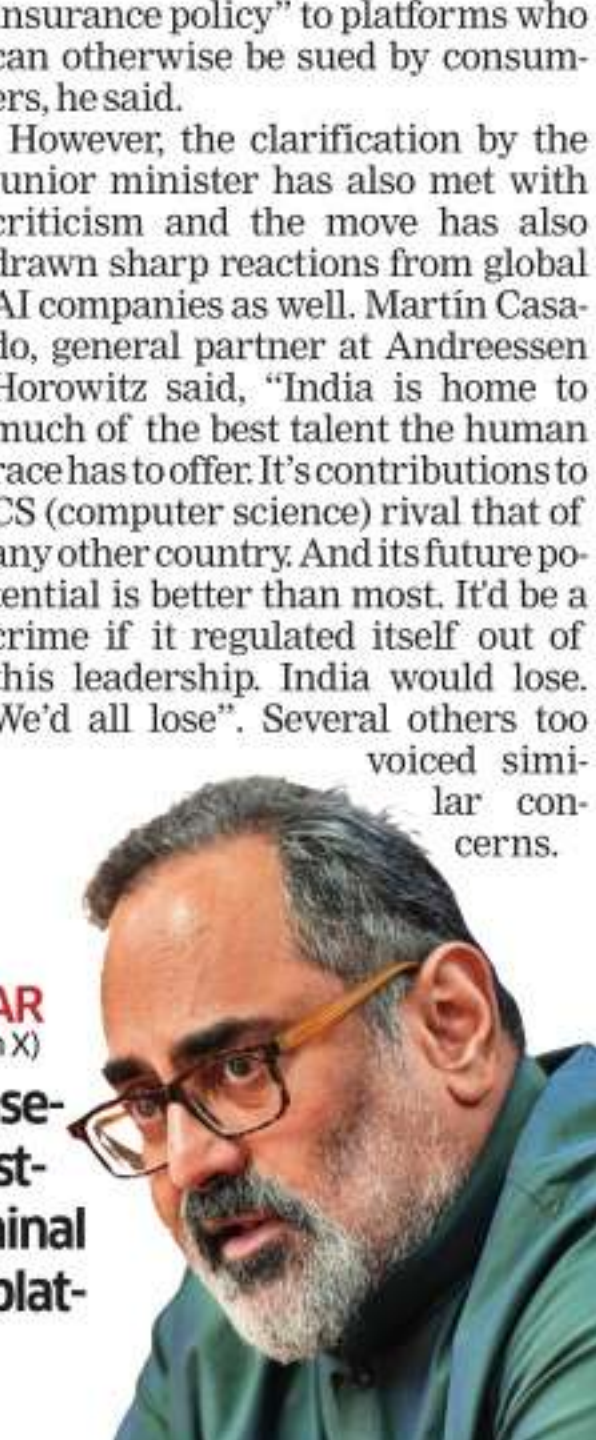 nsurance policy” to platforms who
can otherwise be sued by consum-
ers, he said.
However, the clarification by the
unior minister has also met with
criticism and the move has also
drawn sharp reactions from global
AI companies as well. Martín Casa-
do, general partner at Andreessen
Horowitz said, “India is home to
much of the best talent the human
race has to offer. It’s contributions to
CS (computer science) rival that of
any other country. And its future po-
tential is better than most. It'd be a
crime if it regulated itself out of
this leadership. India would lose.
We’d all lose”. Several others too
voiced simi-
lar con-
cerns.
AR
n X)
se-
st-
ninal
plat-